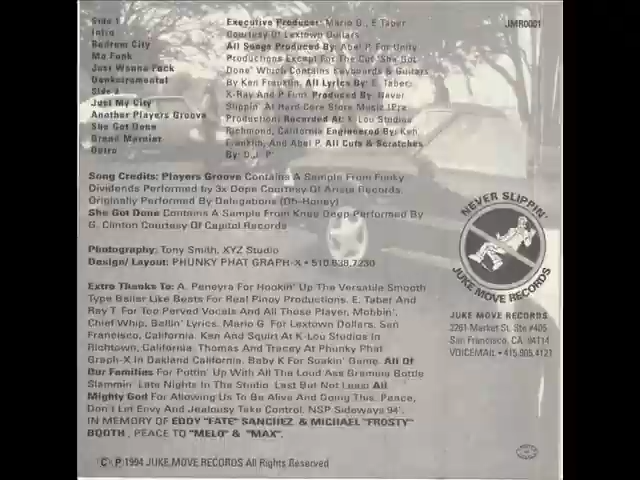 Side 1
Intro
Bedrem City
Ma Fonk
Just Wanna Fuck
Denkstramental
Side 2
Just My City
Another Players Groove
She Got Done
Grand Marnier
Outro
Executive Producer: Mario G., E Taber
Courtesy Of Lextown Dollars
All Songs Produced By: Abel P. For Unity
Productions Except For The Cut "She Got
Done" Which Contains Keyboards & Guitars
By Ken Franklin, All Lyrics By: E. Taber,
X-Ray And P Funk Produced By: Never
Slippin' At Hard Core Store Music (Pre
Production) Recorded At: K Lou Studios
Richmond, California Engineered By: Ken
Franklin, And Abel P. All Cuts & Scratches
By: D.J. "P"
JMR0001
Song Credits: Players Groove Contains A Sample From Funky
Dividends Performed by 3x Dope Courtesy Of Arista Records.
Originally Performed by Delegations (Oh-Honey)
She Got Done Contains A Sample From Knee Deep Performed By
G. Clinton Courtesy Of Capitol Records
Photography: Tony Smith, XYZ Studio
Design/ Layout: PHUNKY PHAT GRAPH-X • 510.638.7230
Extro Thanks To: A. Peneyra For Hookin' Up The Versatile Smooth
Type Baller Like Beats For Real Pinoy Productions. E. Taber And
Ray T For Too Perved Vocals And All Those Player, Mobbin',
Chief Whip, Ballin' Lyrics. Mario G. For Lextown Dollars, San
Francisco, California. Ken and Squirt At K-Lou Studios In
Richtown, California. Thomas and Tracey At Phunky Phat
Graph-X In Oakland California. Baby K For Soakin' Game. All Of
Our Families For Puttin' Up With All The Loud Ass Gremlin Bottle
Slammin' Late Nights In The Studio. Last But Not Least All
Mighty God For Allowing Us To Be Alive And Doing This. Peace,
Don't Let Envy And Jealousy Take Control. NSP Sideways 94'.
IN MEMORY OF EDDY "FATE" SANCHEZ & MICHAEL "FROSTY"
BOOTH , PEACE TO "MELO" & "MAX".
NEVER SLIPPIN'
JUKE MOVE RECORDS
JUKE MOVE RECORDS
2261 Market St. Ste #405
San Francisco, CA. 94114
VOICEMAIL • 415.905.4121
© ℗ 1994 JUKE MOVE RECORDS All Rights Reserved